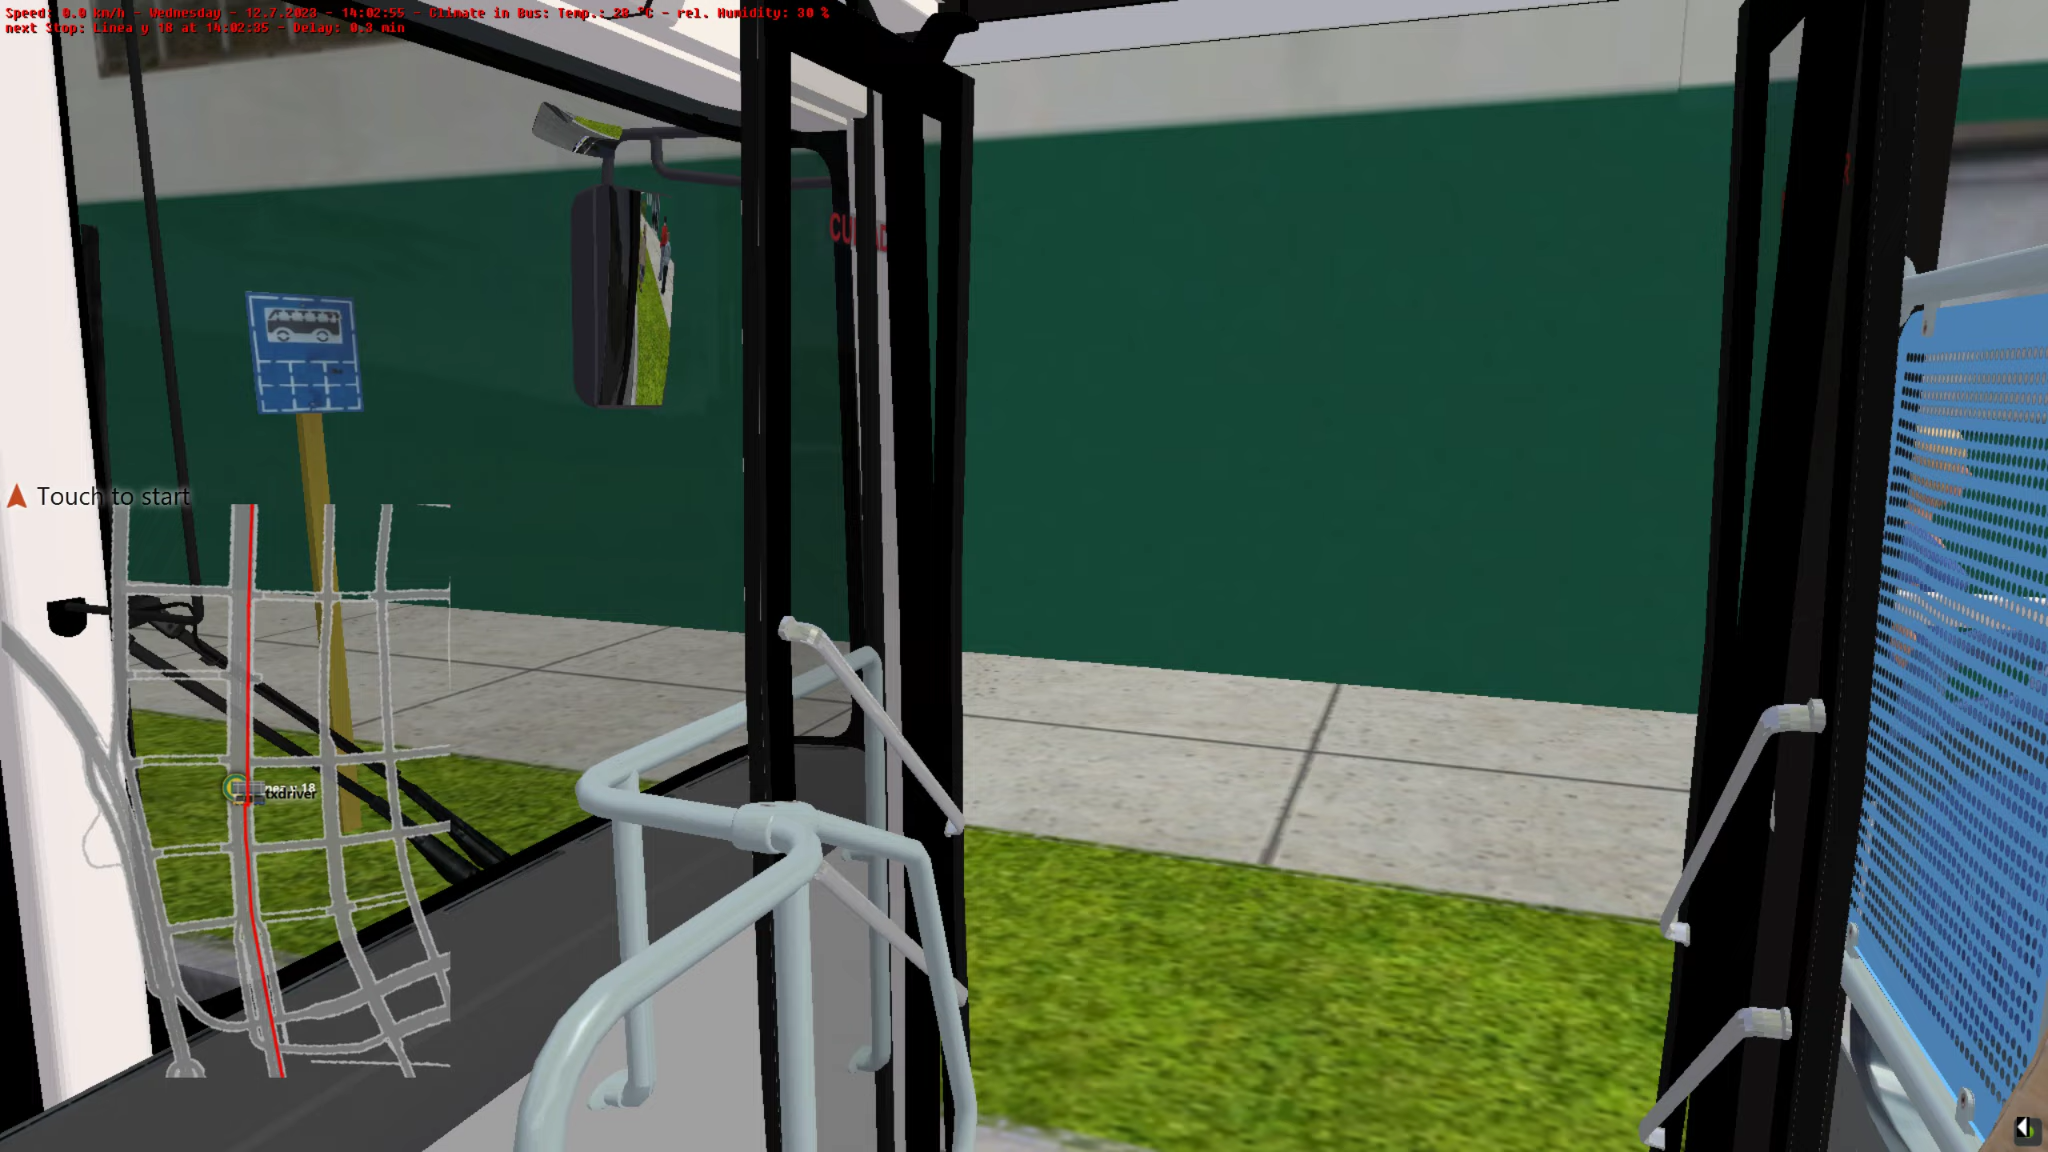 Speed: 0.0 km/h - Wednesday - 12.7.2023 - 14:02:55 - Climate in Bus: Temp.: 28 °C - rel. Humidity: 30 %
next Stop: Linea y 18 at 14:02:35 - Delay: 0.3 min
Touch to start
y 18
txdriver